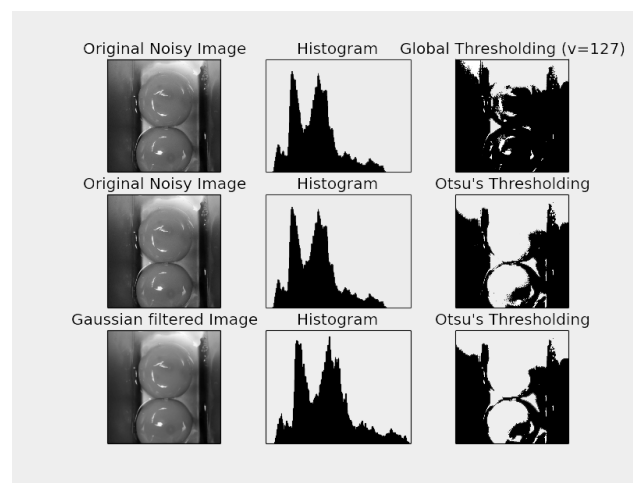 Original Noisy Image
Histogram
Global Thresholding (v=127)
Original Noisy Image
Histogram
Otsu's Thresholding
Gaussian filtered Image
Histogram
Otsu's Thresholding